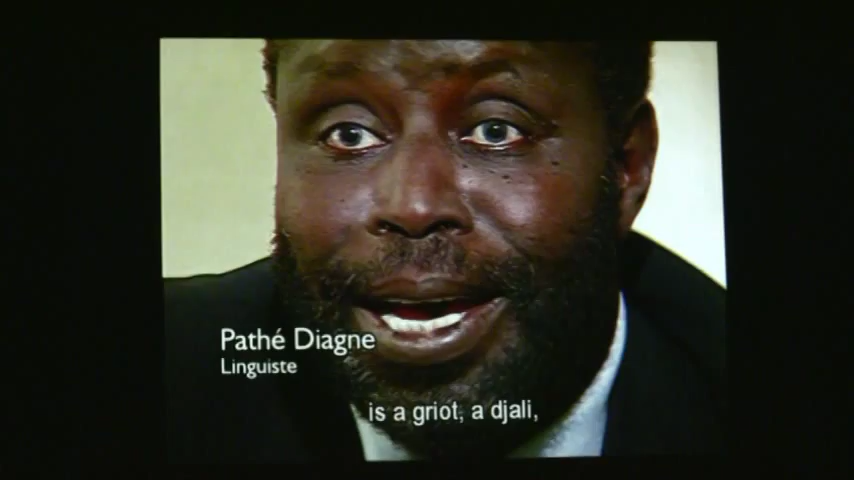 Pathé Diagne
Linguiste
is a griot, a djali,